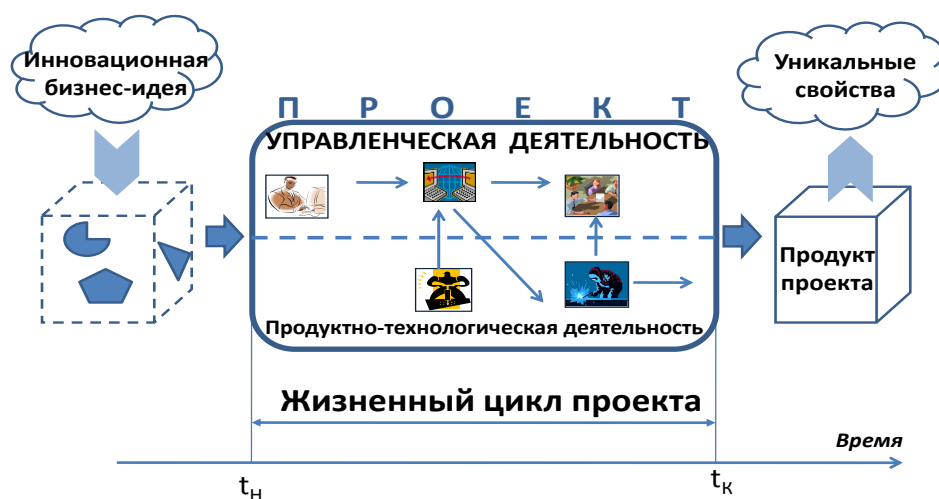 Инновационная
бизнес-идея
Уникальные
свойства
П Р О Е К Т
УПРАВЛЕНЧЕСКАЯ ДЕЯТЕЛЬНОСТЬ
Продукт
проекта
Продуктно-технологическая деятельность
Жизненный цикл проекта
Время
tН
tК